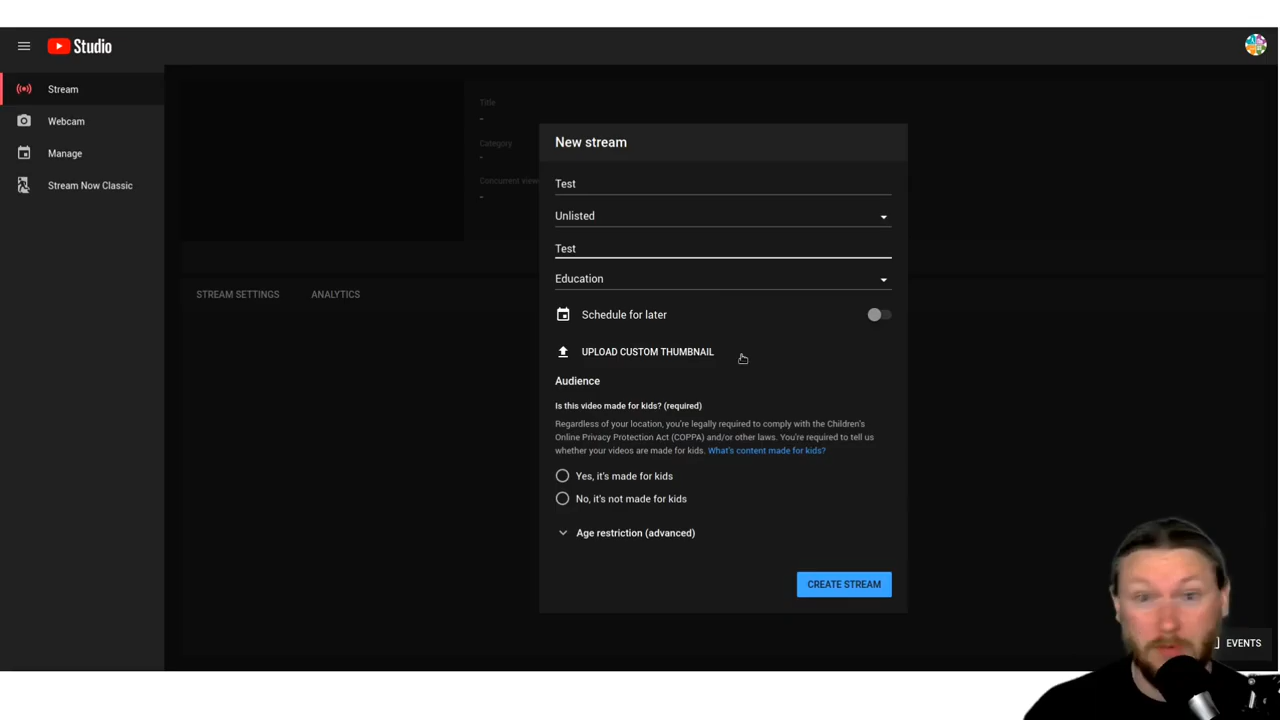 Studio
Stream
Webcam
Manage
Stream Now Classic
Title
-
Category
-
-
STREAM SETTINGS
ANALYTICS
New stream
Test
Unlisted
Test
Education
Schedule for later
UPLOAD CUSTOM THUMBNAIL
Audience
Is this video made for kids? (required)
Regardless of your location, you're legally required to comply with the Children's
Online Privacy Protection Act (COPPA) and/or other laws. You're required to tell us
whether your videos are made for kids. What's content made for kids?
Yes, it's made for kids
No, it's not made for kids
Age restriction (advanced)
CREATE STREAM
EVENTS